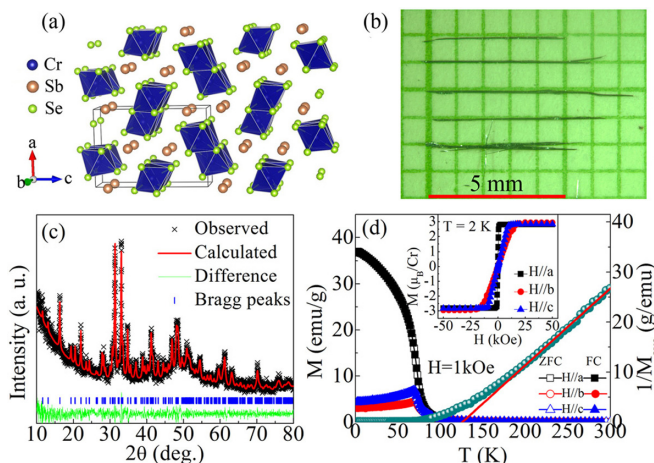 (a)
Cr
Sb
Se
a
b
c
(b)
5 mm
(c)
× Observed
Calculated
Difference
Bragg peaks
Intensity (a. u.)
10 20 30 40 50 60 70 80
2θ (deg.)
(d)
T = 2 K
M (μB/Cr)
3
2
1
0
-1
-2
-3
H//a
H//b
H//c
-50 -25 0 25 50
H (kOe)
H=1kOe
ZFC FC
H//a
H//b
H//c
M (emu/g)
40
30
20
10
0
0 50 100 150 200 250 300
T (K)
40
30
20
10
0
(g/emu)